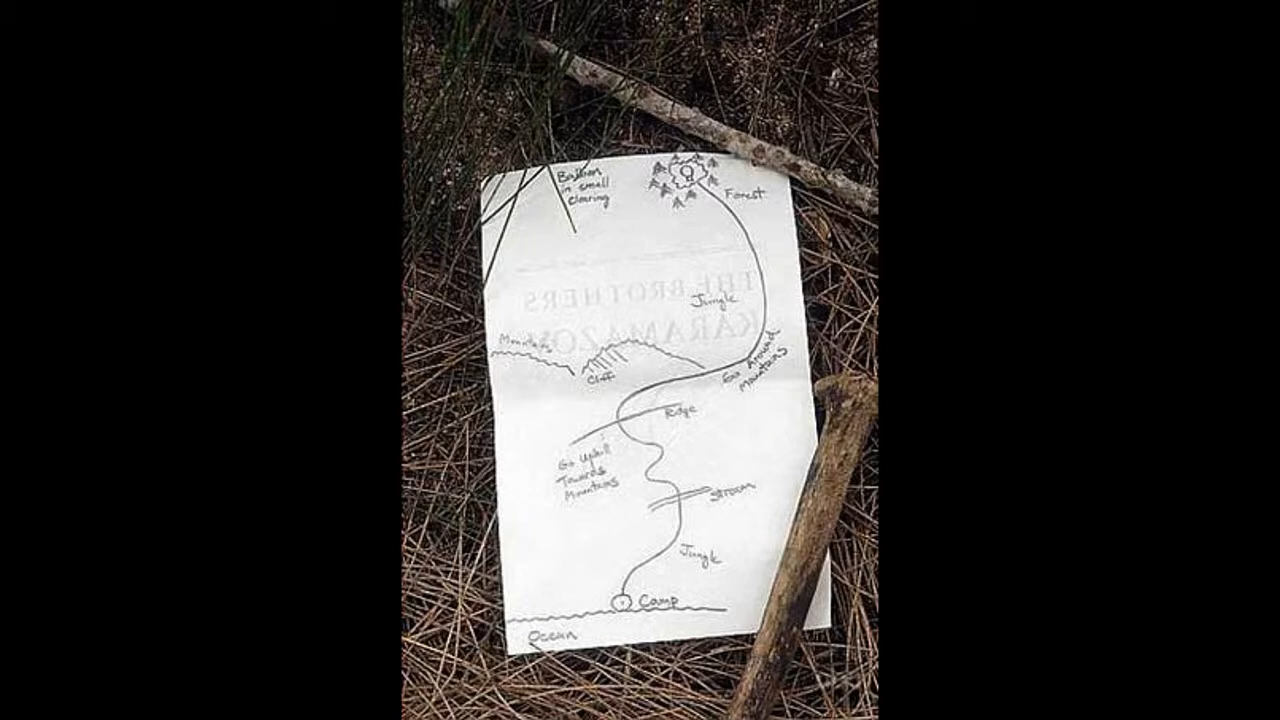 Balloon
in small
clearing
Forest
THE BROTHERS
Jungle
KARAMAZOV
Mountains
Cliff
Go Around
Mountains
Ridge
Go Uphill
Towards
Mountains
Stream
Jungle
Camp
Ocean